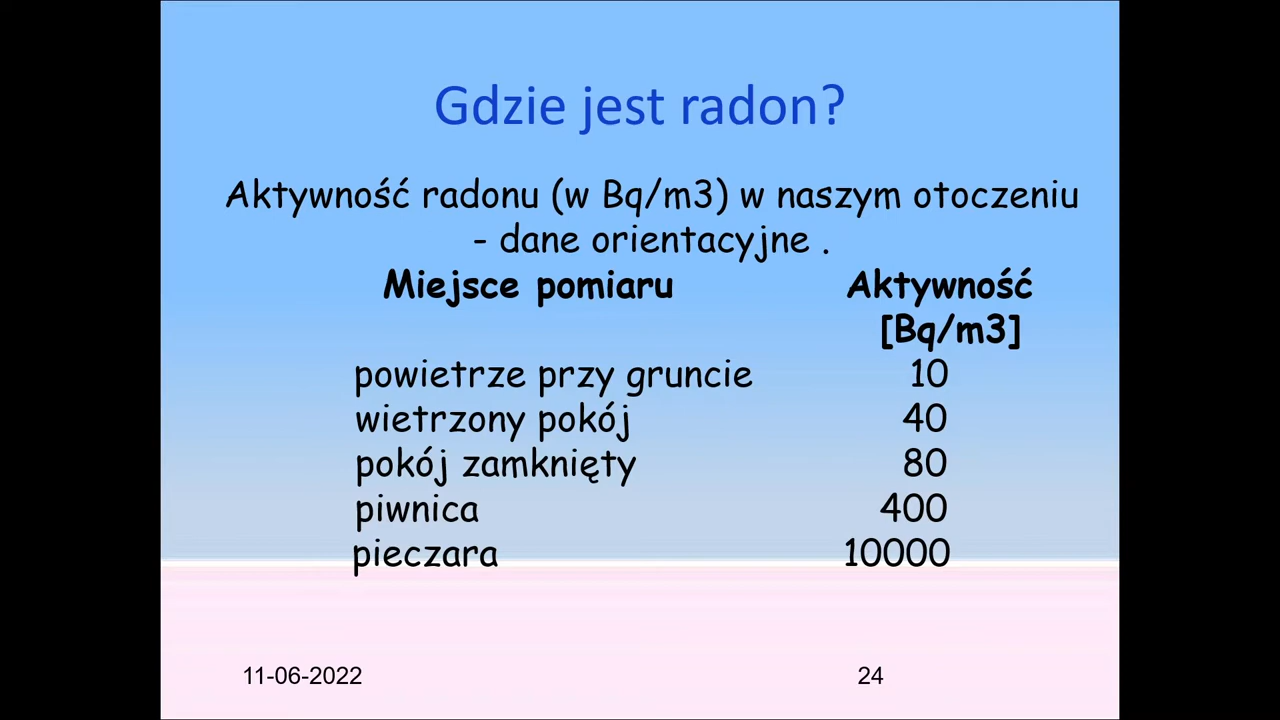 Gdzie jest radon?
Aktywność radonu (w Bq/m3) w naszym otoczeniu
- dane orientacyjne .
Miejsce pomiaru Aktywność
[Bq/m3]
powietrze przy gruncie 10
wietrzony pokój 40
pokój zamknięty 80
piwnica 400
pieczara 10000
11-06-2022 24